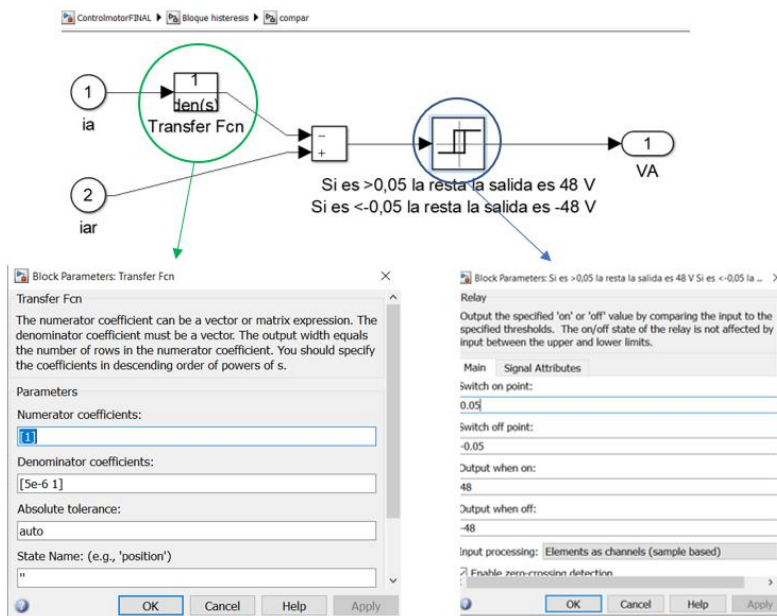 ControlmotorFINAL ▶ Bloque histeresis ▶ compar
1
ia
1
den(s)
Transfer Fcn
−
+
1
VA
2
iar
Si es >0,05 la resta la salida es 48 V
Si es <-0,05 la resta la salida es -48 V
Block Parameters: Transfer Fcn
Transfer Fcn
The numerator coefficient can be a vector or matrix expression. The
denominator coefficient must be a vector. The output width equals
the number of rows in the numerator coefficient. You should specify
the coefficients in descending order of powers of s.
Parameters
Numerator coefficients:
[1]
Denominator coefficients:
[5e-6 1]
Absolute tolerance:
auto
State Name: (e.g., 'position')
''
OK Cancel Help Apply
Block Parameters: Si es >0,05 la resta la salida es 48 V Si es <-0,05 la ...
Relay
Output the specified 'on' or 'off' value by comparing the input to the
specified thresholds. The on/off state of the relay is not affected by
input between the upper and lower limits.
Main Signal Attributes
Switch on point:
0.05
Switch off point:
-0.05
Output when on:
48
Output when off:
-48
Input processing: Elements as channels (sample based)
Enable zero-crossing detection
OK Cancel Help Apply